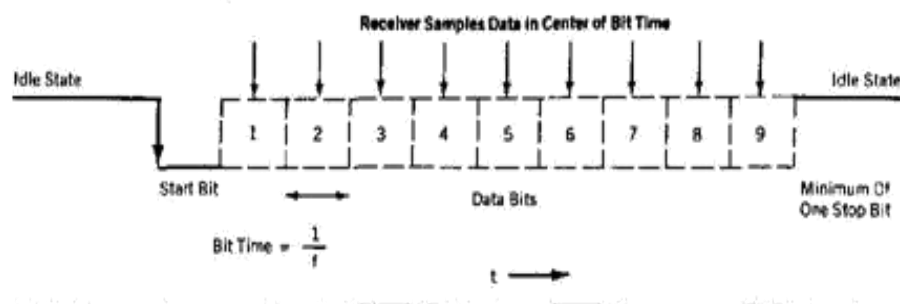 Receiver Samples Data in Center of Bit Time
Idle State
Idle State
1 2 3 4 5 6 7 8 9
Start Bit
Data Bits
Minimum Of
One Stop Bit
Bit Time = 1/f
t